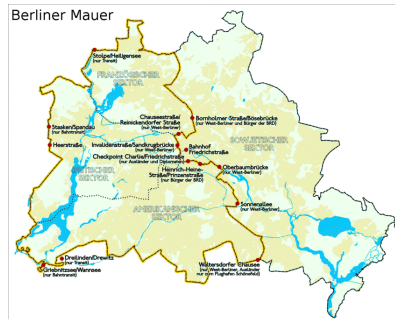 Berliner Mauer
Stolpe/Heiligensee
(nur Transit)
FRANZÖSISCHER
SEKTOR
Chausseestraße/
Reinickendorfer Straße
(nur West-Berliner)
Bornholmer Straße/Bösebrücke
(nur West-Berliner und Bürger der BRD)
Staaken/Spandau
(nur Bahntransit)
Heerstraße
Invalidenstraße/Sandkrugbrücke
(nur West-Berliner)
Bahnhof
Friedrichstraße
SOWJETISCHER
SEKTOR
Checkpoint Charlie/Friedrichstraße
(nur Ausländer und Diplomaten)
BRITISCHER
SEKTOR
Heinrich-Heine-
Straße/Prinzenstraße
(nur Bürger der BRD)
Oberbaumbrücke
(nur West-Berliner)
AMERIKANISCHER
SEKTOR
Sonnenallee
(nur West-Berliner)
Dreilinden/Drewitz
(nur Transit)
Griebnitzsee/Wannsee
(nur Bahntransit)
Waltersdorfer Chausee
(nur West-Berliner, Ausländer
nur zum Flughafen Schönefeld)